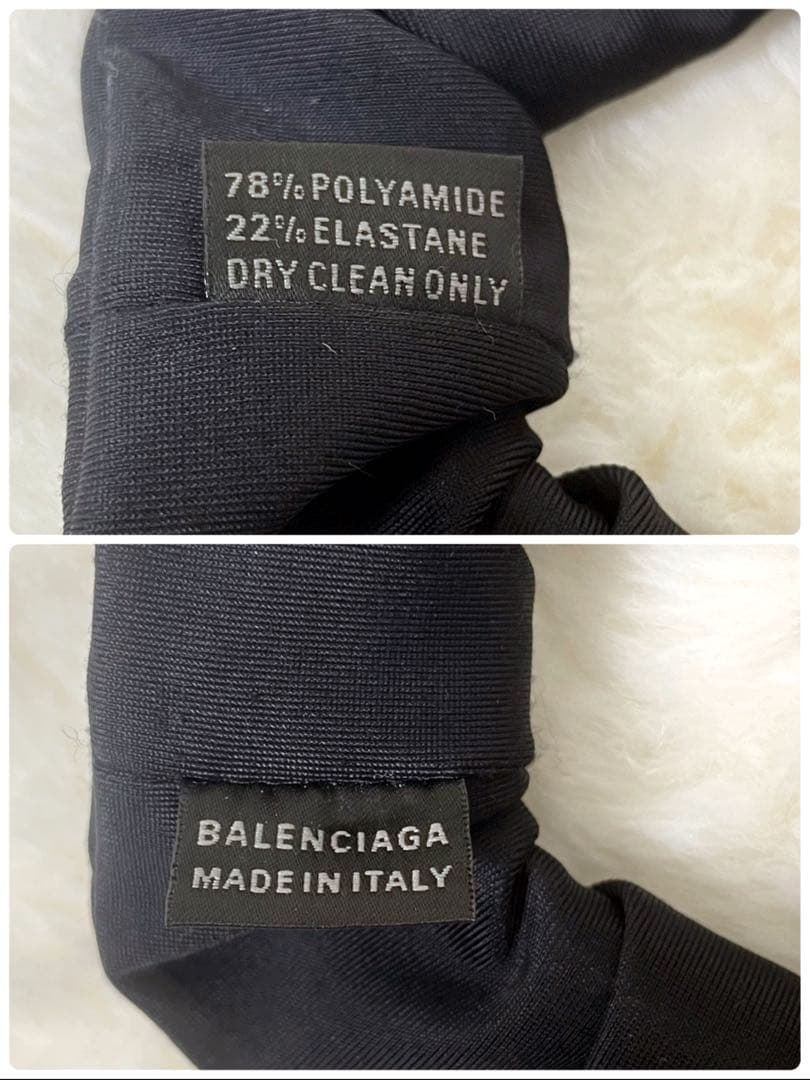 78% POLYAMIDE
22% ELASTANE
DRY CLEAN ONLY
BALENCIAGA
MADE IN ITALY